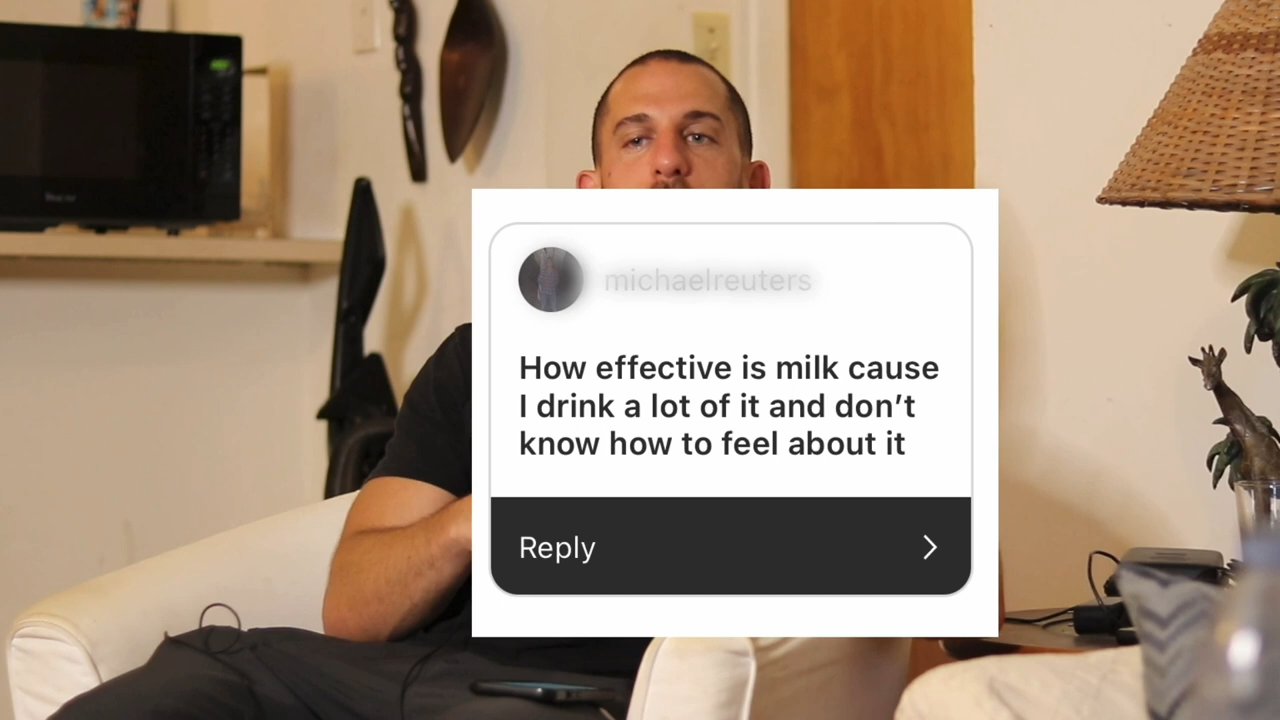 michaelreuters
How effective is milk cause
I drink a lot of it and don’t
know how to feel about it
Reply